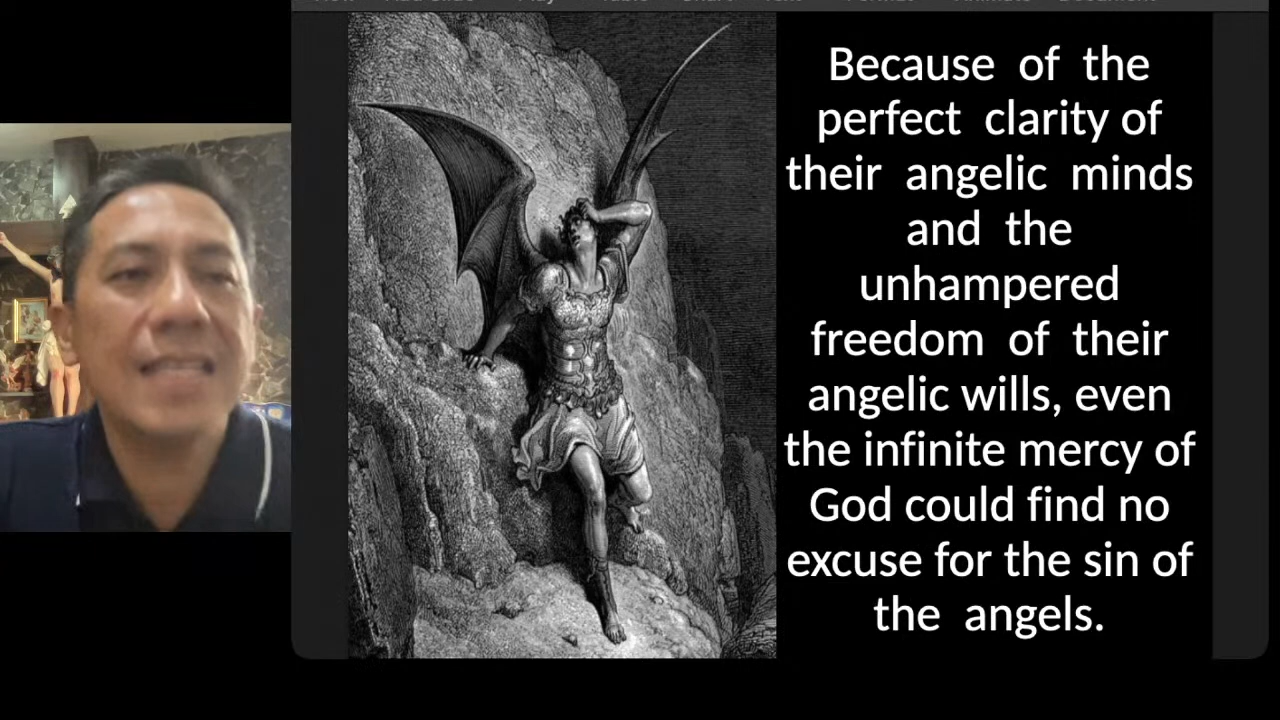 Because of the
perfect clarity of
their angelic minds
and the
unhampered
freedom of their
angelic wills, even
the infinite mercy of
God could find no
excuse for the sin of
the angels.